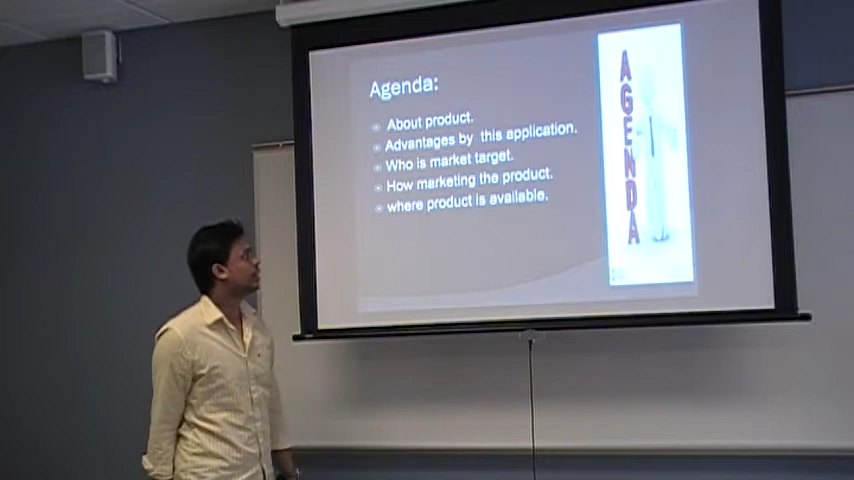 Agenda:
About product.
Advantages by this application.
Who is market target.
How marketing the product.
where product is available.
AGENDA